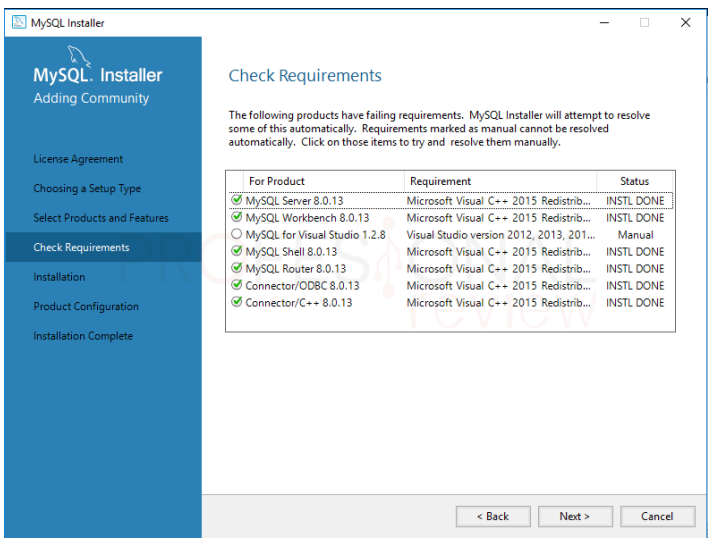 MySQL Installer
MySQL. Installer
Adding Community
License Agreement
Choosing a Setup Type
Select Products and Features
Check Requirements
Installation
Product Configuration
Installation Complete
Check Requirements
The following products have failing requirements. MySQL Installer will attempt to resolve
some of this automatically. Requirements marked as manual cannot be resolved
automatically. Click on those items to try and resolve them manually.
For Product Requirement Status
MySQL Server 8.0.13 Microsoft Visual C++ 2015 Redistrib... INSTL DONE
MySQL Workbench 8.0.13 Microsoft Visual C++ 2015 Redistrib... INSTL DONE
MySQL for Visual Studio 1.2.8 Visual Studio version 2012, 2013, 201... Manual
MySQL Shell 8.0.13 Microsoft Visual C++ 2015 Redistrib... INSTL DONE
MySQL Router 8.0.13 Microsoft Visual C++ 2015 Redistrib... INSTL DONE
Connector/ODBC 8.0.13 Microsoft Visual C++ 2015 Redistrib... INSTL DONE
Connector/C++ 8.0.13 Microsoft Visual C++ 2015 Redistrib... INSTL DONE
PROFESIONAL
review
< Back Next > Cancel